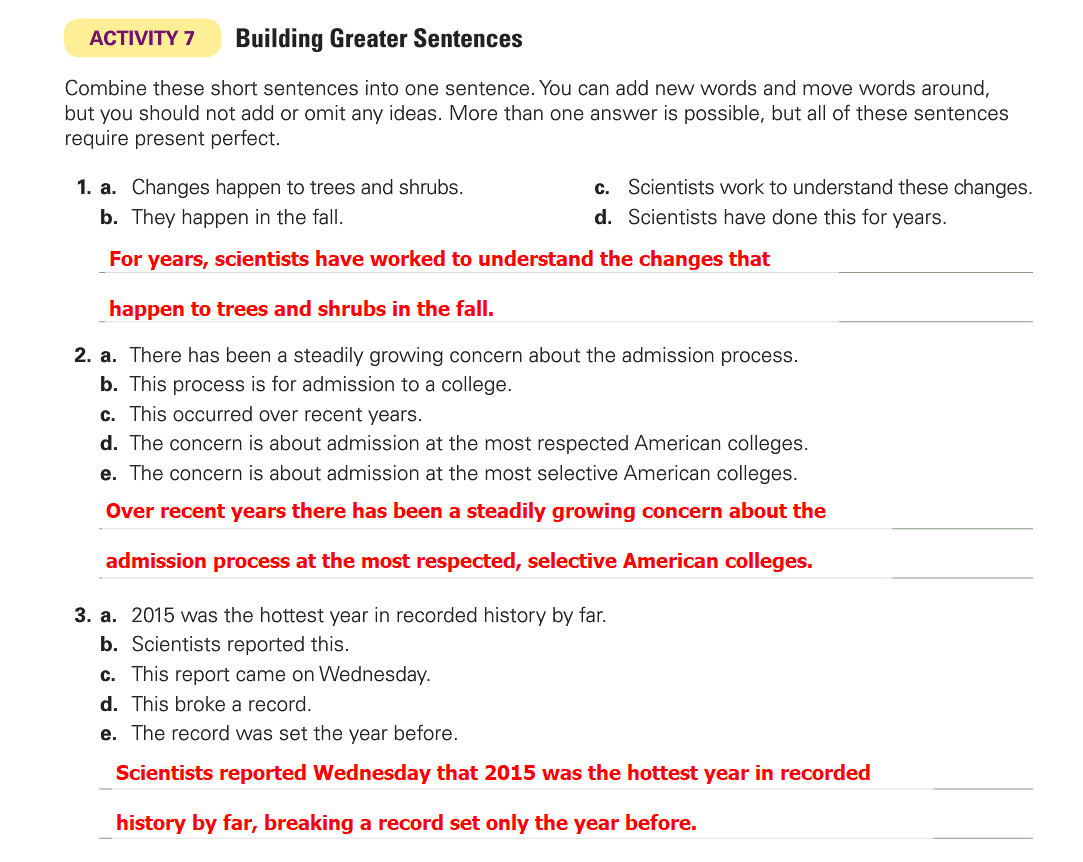 ACTIVITY 7 Building Greater Sentences
Combine these short sentences into one sentence. You can add new words and move words around,
but you should not add or omit any ideas. More than one answer is possible, but all of these sentences
require present perfect.
1. a. Changes happen to trees and shrubs.
b. They happen in the fall.
c. Scientists work to understand these changes.
d. Scientists have done this for years.
For years, scientists have worked to understand the changes that
happen to trees and shrubs in the fall.
2. a. There has been a steadily growing concern about the admission process.
b. This process is for admission to a college.
c. This occurred over recent years.
d. The concern is about admission at the most respected American colleges.
e. The concern is about admission at the most selective American colleges.
Over recent years there has been a steadily growing concern about the
admission process at the most respected, selective American colleges.
3. a. 2015 was the hottest year in recorded history by far.
b. Scientists reported this.
c. This report came on Wednesday.
d. This broke a record.
e. The record was set the year before.
Scientists reported Wednesday that 2015 was the hottest year in recorded
history by far, breaking a record set only the year before.